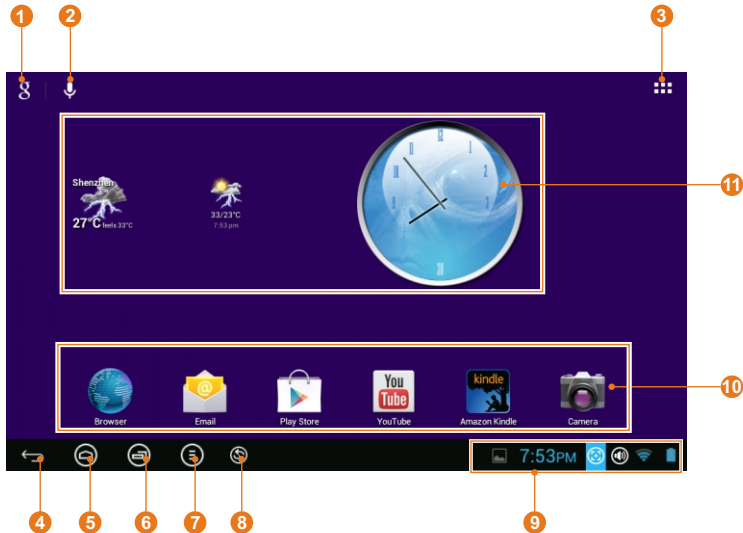 1 2 3
g
Shenzhen
27°C feels 33°C
33/23°C
7:53 pm
11
You
Tube
kindle
Browser Email Play Store YouTube Amazon Kindle Camera
10
7:53PM
4 5 6 7 8 9